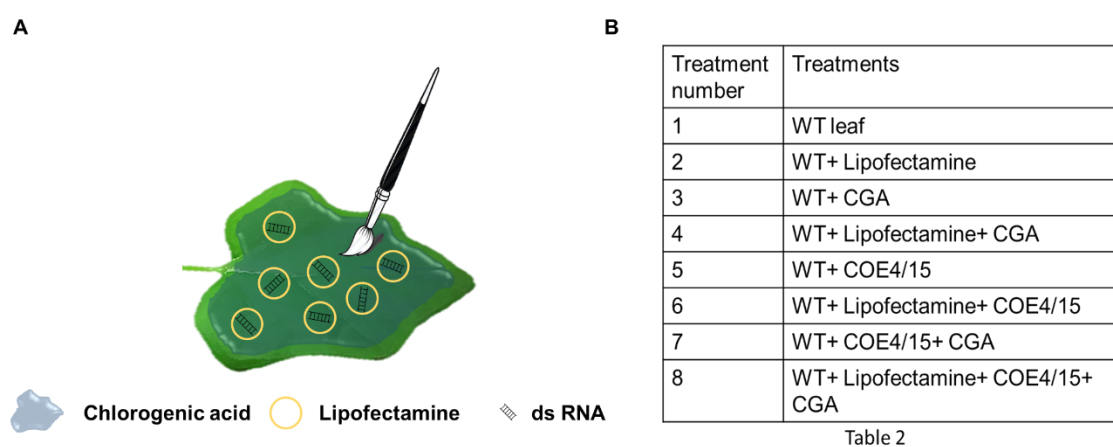 A
Chlorogenic acid
Lipofectamine
ds RNA
B
Treatment number
Treatments
1
WT leaf
2
WT+ Lipofectamine
3
WT+ CGA
4
WT+ Lipofectamine+ CGA
5
WT+ COE4/15
6
WT+ Lipofectamine+ COE4/15
7
WT+ COE4/15+ CGA
8
WT+ Lipofectamine+ COE4/15+
CGA
Table 2